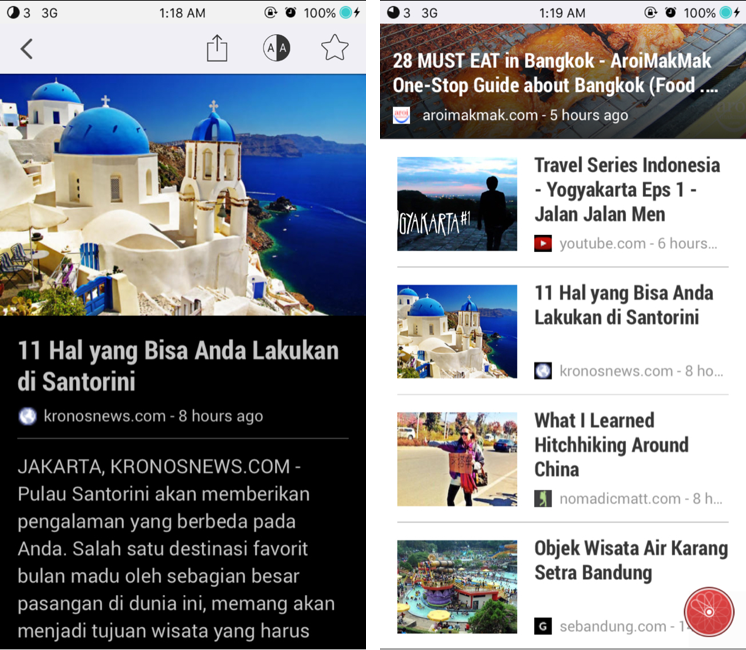 3 3G 1:18 AM 100%
A A
11 Hal yang Bisa Anda Lakukan
di Santorini
kronosnews.com - 8 hours ago
JAKARTA, KRONOSNEWS.COM -
Pulau Santorini akan memberikan
pengalaman yang berbeda pada
Anda. Salah satu destinasi favorit
bulan madu oleh sebagian besar
pasangan di dunia ini, memang akan
menjadi tujuan wisata yang harus
3 3G 1:19 AM 100%
28 MUST EAT in Bangkok - AroiMakMak
One-Stop Guide about Bangkok (Food ....
aroimakmak.com - 5 hours ago
Travel Series Indonesia
- Yogyakarta Eps 1 -
Jalan Jalan Men
GYAKARTA#1
youtube.com - 6 hours...
11 Hal yang Bisa Anda
Lakukan di Santorini
kronosnews.com - 8 ho...
What I Learned
Hitchhiking Around
China
nomadicmatt.com - 8 h...
Objek Wisata Air Karang
Setra Bandung
G sebandung.com - 1